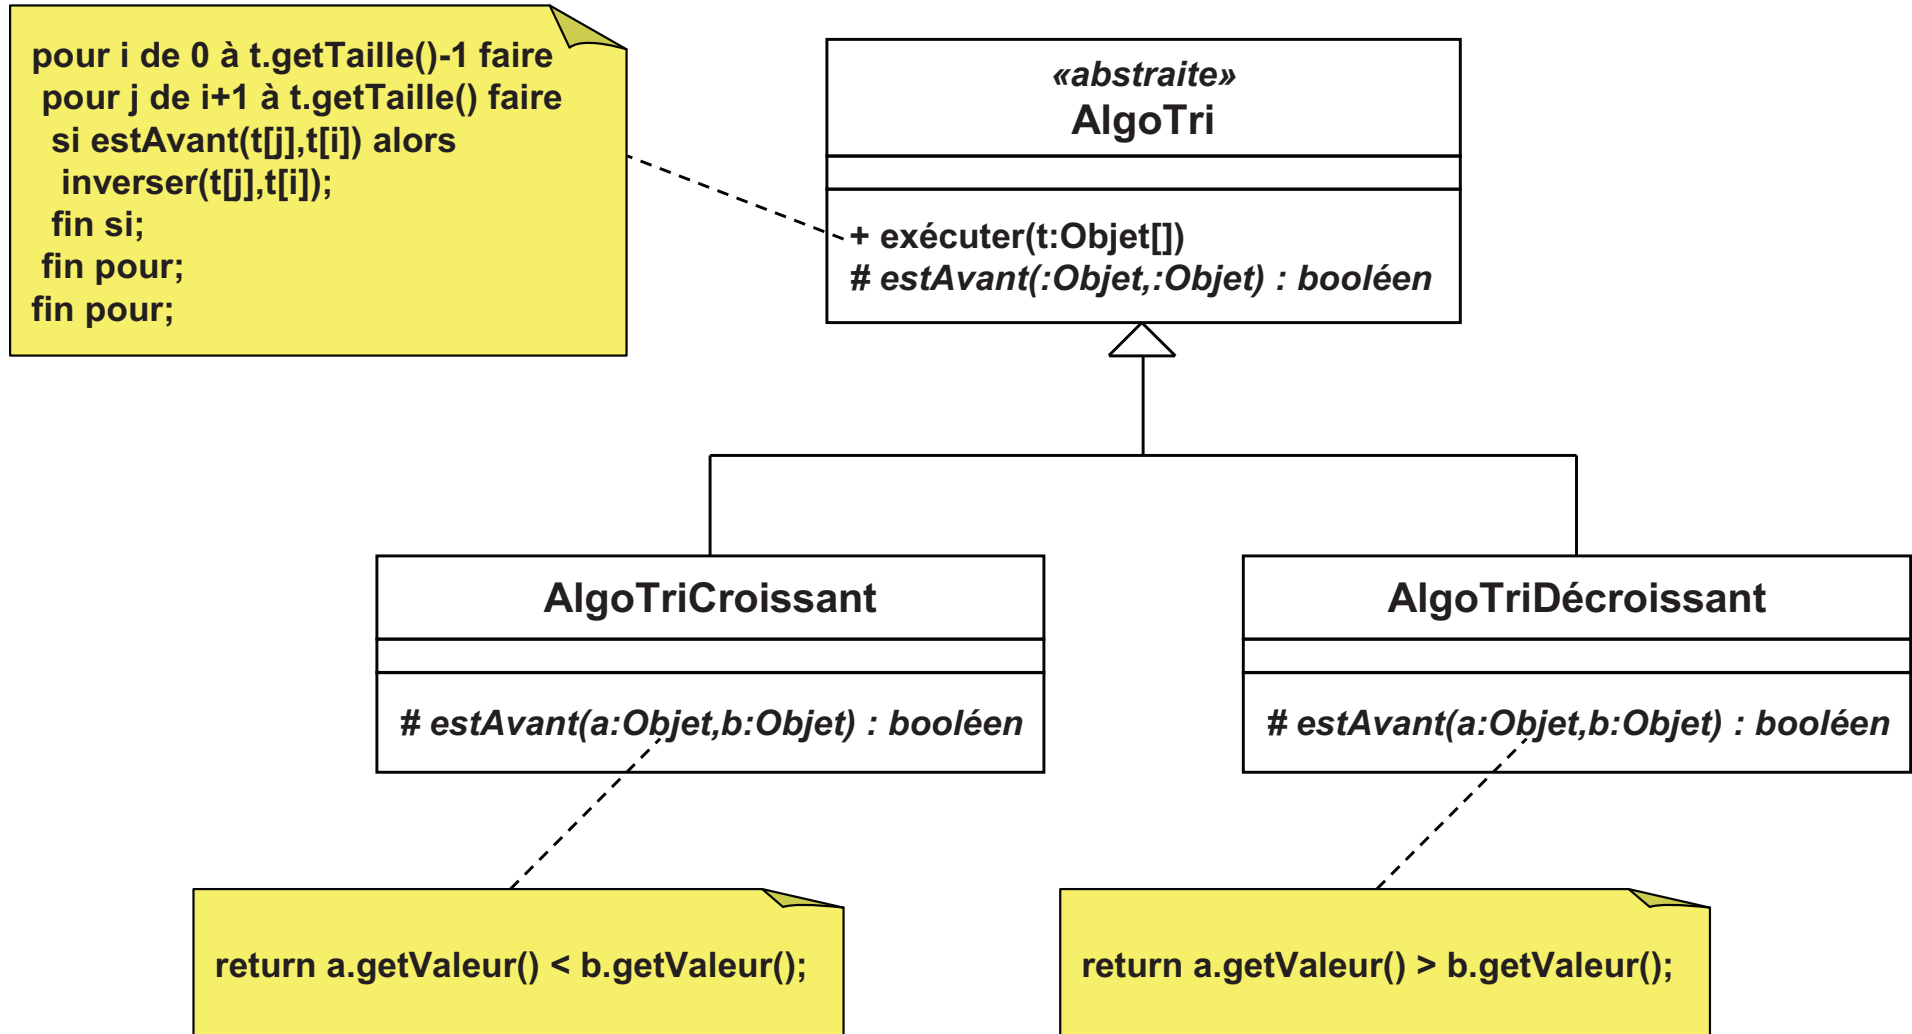 pour i de 0 à t.getTaille()-1 faire
pour j de i+1 à t.getTaille() faire
si estAvant(t[j],t[i]) alors
inverser(t[j],t[i]);
fin si;
fin pour;
fin pour;
«abstraite»
AlgoTri
+ exécuter(t:Objet[])
# estAvant(:Objet,:Objet) : booléen
AlgoTriCroissant
# estAvant(a:Objet,b:Objet) : booléen
AlgoTriDécroissant
# estAvant(a:Objet,b:Objet) : booléen
return a.getValeur() < b.getValeur();
return a.getValeur() > b.getValeur();